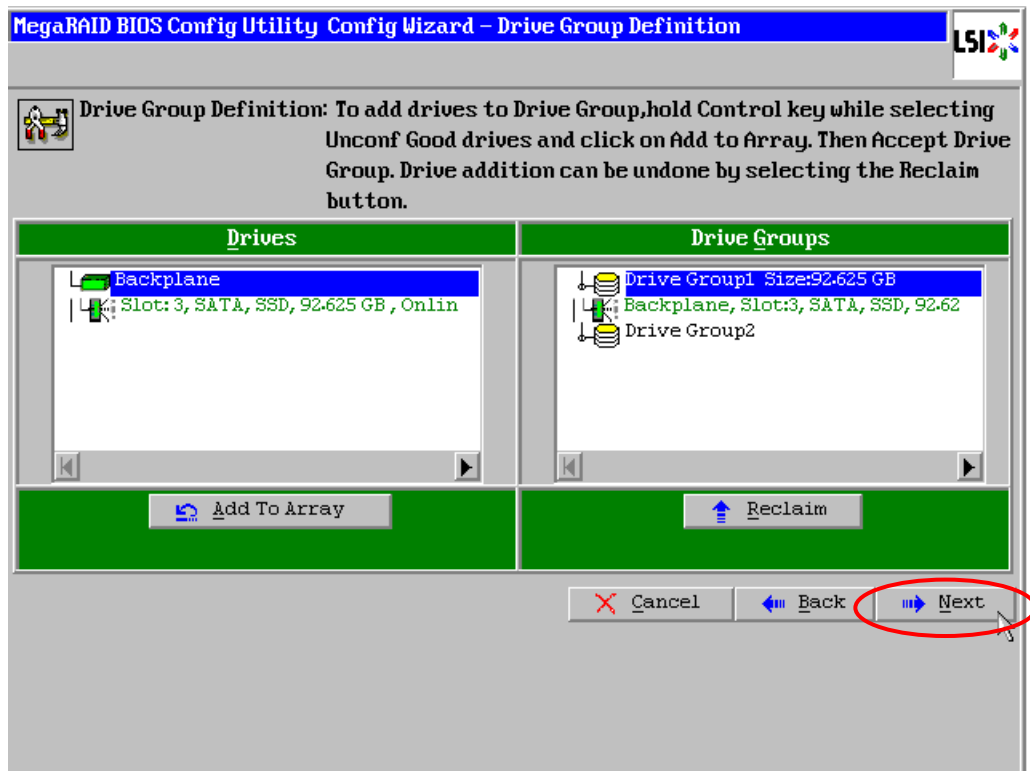 MegaRAID BIOS Config Utility Config Wizard – Drive Group Definition
LSI
Drive Group Definition: To add drives to Drive Group,hold Control key while selecting
Unconf Good drives and click on Add to Array. Then Accept Drive
Group. Drive addition can be undone by selecting the Reclaim
button.
Drives
Drive Groups
Backplane
Slot: 3, SATA, SSD, 92.625 GB , Onlin
Drive Group1 Size:92.625 GB
Backplane, Slot:3, SATA, SSD, 92.62
Drive Group2
Add To Array
Reclaim
Cancel
Back
Next